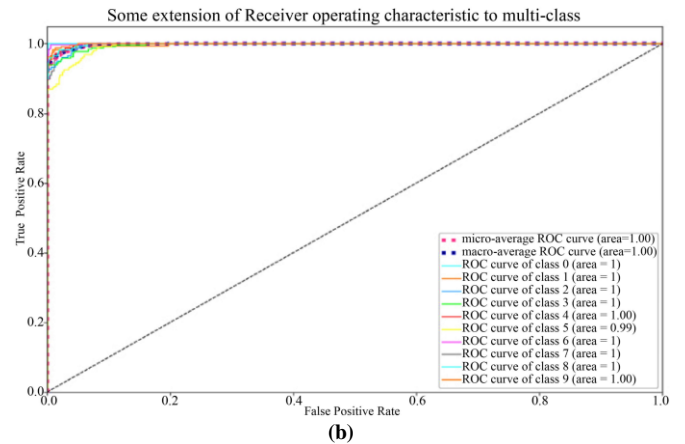 Some extension of Receiver operating characteristic to multi-class
True Positive Rate
1.0
0.8
0.6
0.4
0.2
0.0
micro-average ROC curve (area=1.00)
macro-average ROC curve (area=1.00)
ROC curve of class 0 (area = 1)
ROC curve of class 1 (area = 1)
ROC curve of class 2 (area = 1)
ROC curve of class 3 (area = 1)
ROC curve of class 4 (area = 1.00)
ROC curve of class 5 (area = 0.99)
ROC curve of class 6 (area = 1)
ROC curve of class 7 (area = 1)
ROC curve of class 8 (area = 1)
ROC curve of class 9 (area = 1.00)
0.0 0.2 0.4 0.6 0.8 1.0
False Positive Rate
(b)